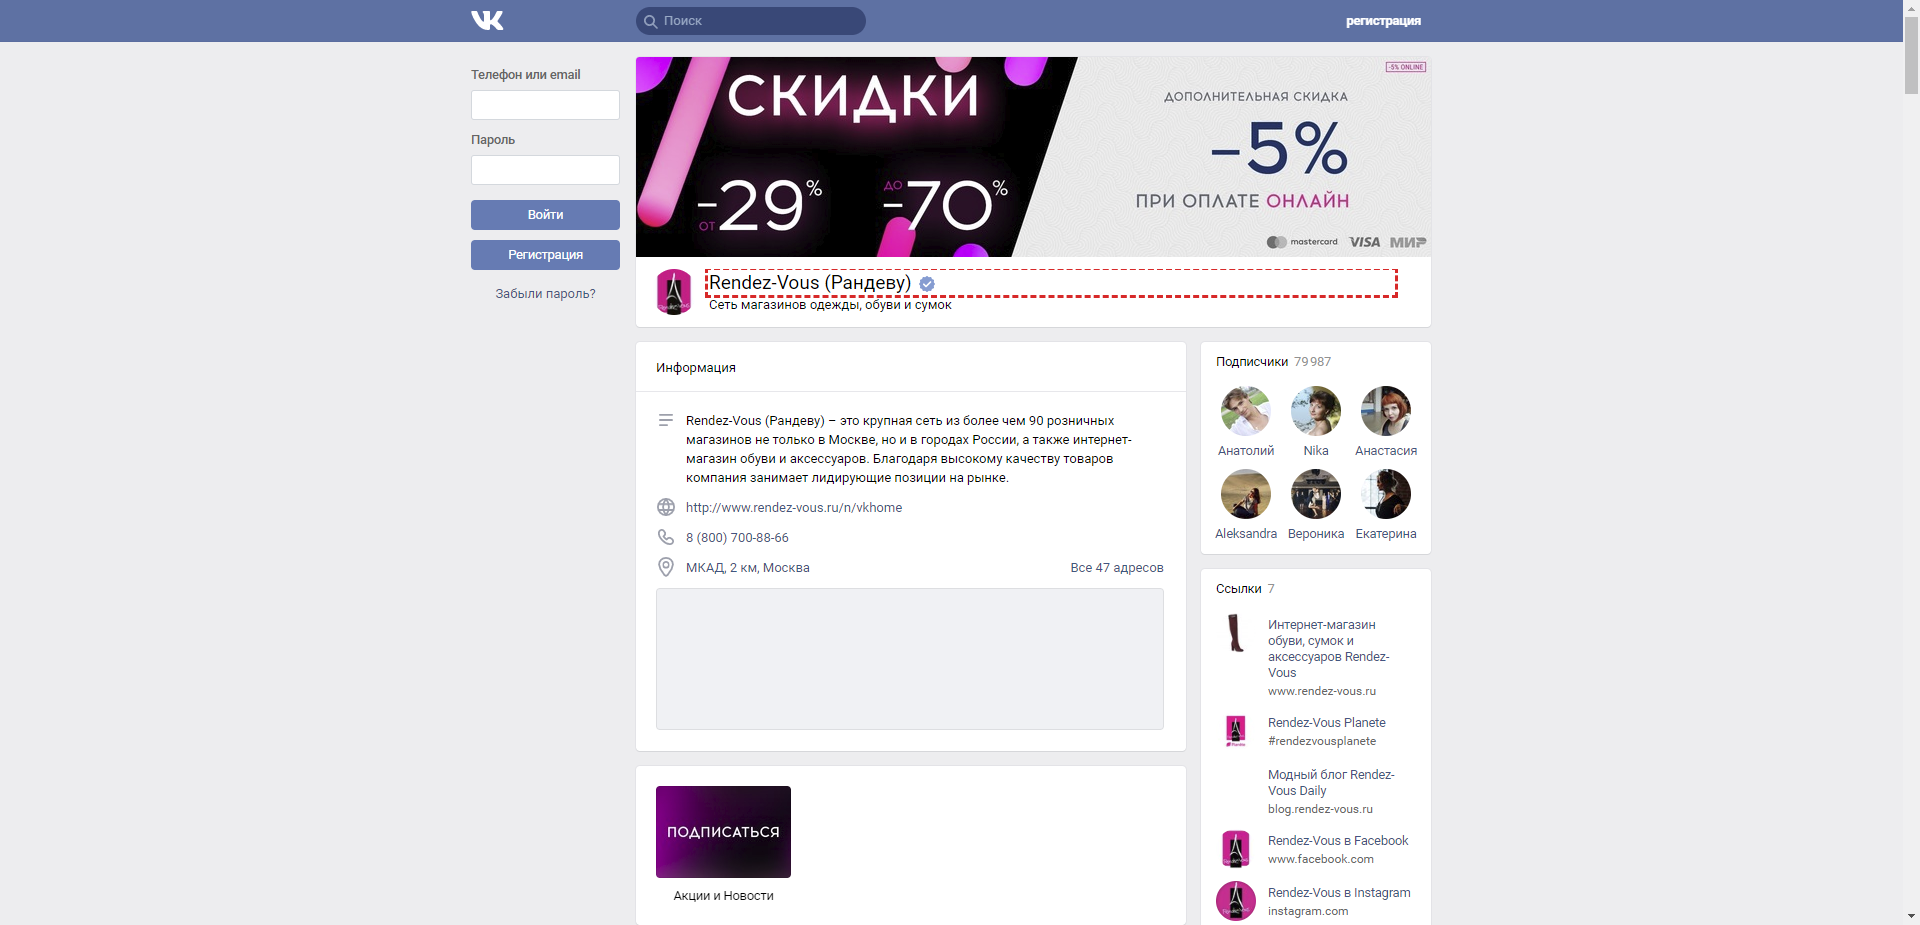 Поиск
регистрация
Телефон или email
Пароль
Войти
Регистрация
Забыли пароль?
СКИДКИ
ОТ -29%
ДО -70%
-5% ONLINE
ДОПОЛНИТЕЛЬНАЯ СКИДКА
-5%
ПРИ ОПЛАТЕ ОНЛАЙН
mastercard VISA МИР
Rendez-Vous (Рандеву)
Сеть магазинов одежды, обуви и сумок
Информация
Rendez-Vous (Рандеву) – это крупная сеть из более чем 90 розничных
магазинов не только в Москве, но и в городах России, а также интернет-
магазин обуви и аксессуаров. Благодаря высокому качеству товаров
компания занимает лидирующие позиции на рынке.
http://www.rendez-vous.ru/n/vkhome
8 (800) 700-88-66
МКАД, 2 км, Москва
Все 47 адресов
ПОДПИСАТЬСЯ
Акции и Новости
Подписчики 79 987
Анатолий Nika Анастасия
Aleksandra Вероника Екатерина
Ссылки 7
Интернет-магазин
обуви, сумок и
аксессуаров Rendez-
Vous
www.rendez-vous.ru
Rendez-Vous Planete
#rendezvousplanete
Модный блог Rendez-
Vous Daily
blog.rendez-vous.ru
Rendez-Vous в Facebook
www.facebook.com
Rendez-Vous в Instagram
instagram.com